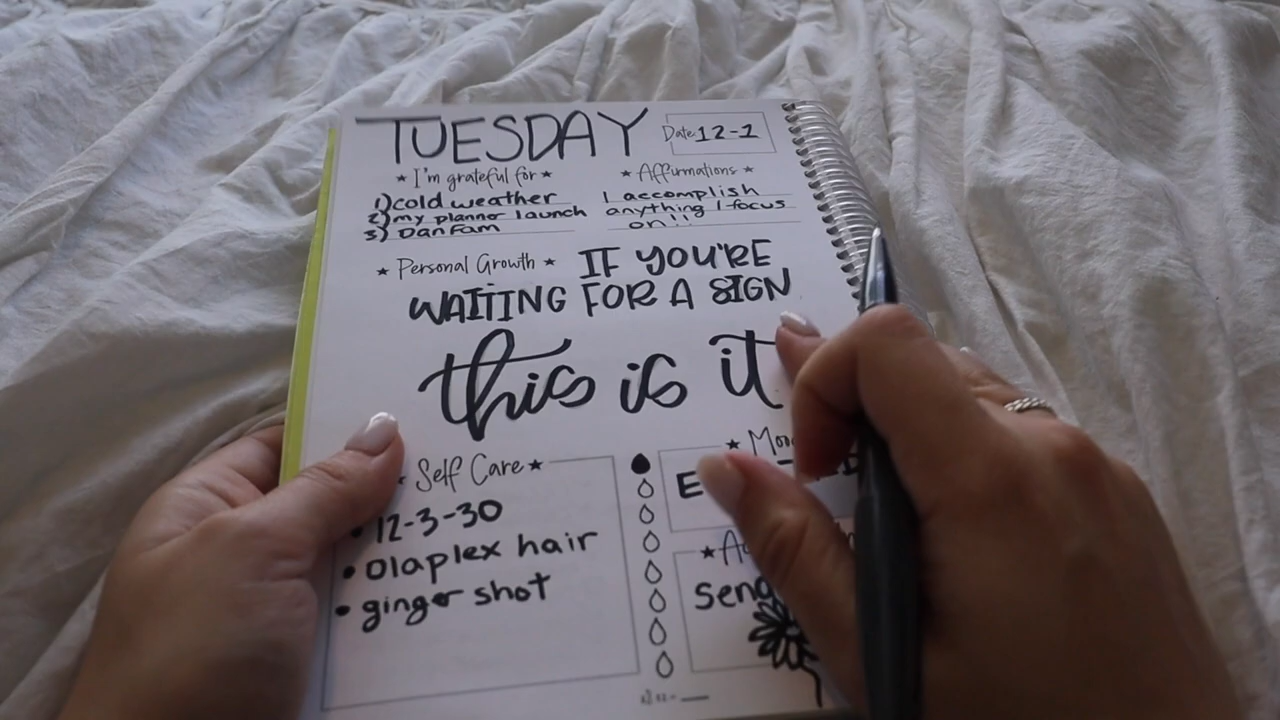 TUESDAY
Date 12-1
★ I'm grateful for ★
1) cold weather
2) my planner launch
3) Dan Fam
★ Affirmations ★
I accomplish
anything I focus
on!!
★ Personal Growth ★ IF YOU'RE
WAITING FOR A SIGN
this is it
Self Care ★
• 12-3-30
• Olaplex hair
• ginger shot